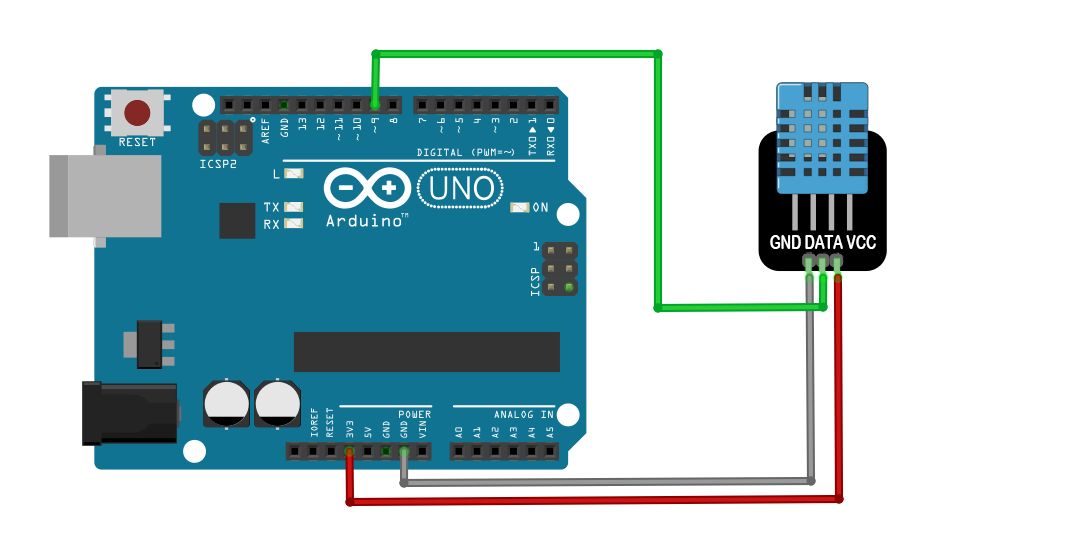 RESET
ICSP2
AREF
GND
13
12
~11
~10
~9
8
7
~6
~5
4
~3
2
TX0▶1
RX0◀0
DIGITAL (PWM=~)
L
TX
RX
Arduino™
UNO
ON
1
ICSP
GND DATA VCC
POWER
ANALOG IN
IOREF
RESET
3V3
5V
GND
GND
VIN
A0
A1
A2
A3
A4
A5